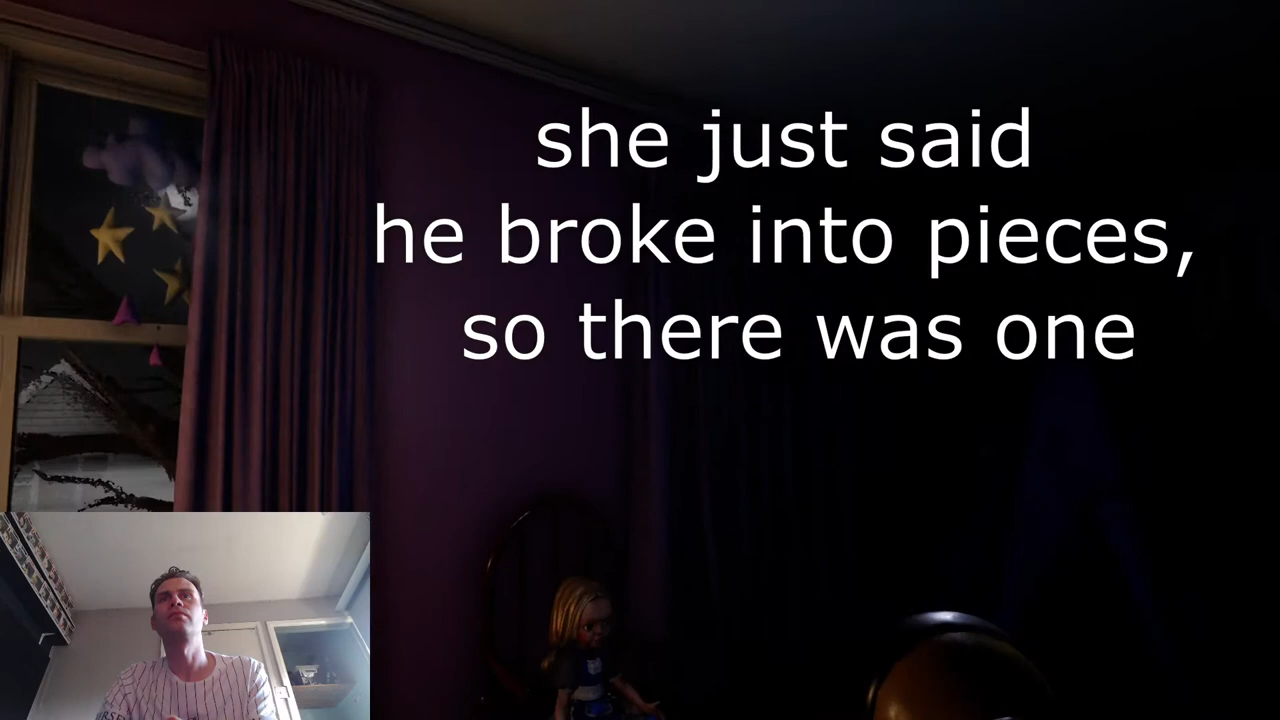 she just said
he broke into pieces,
so there was one